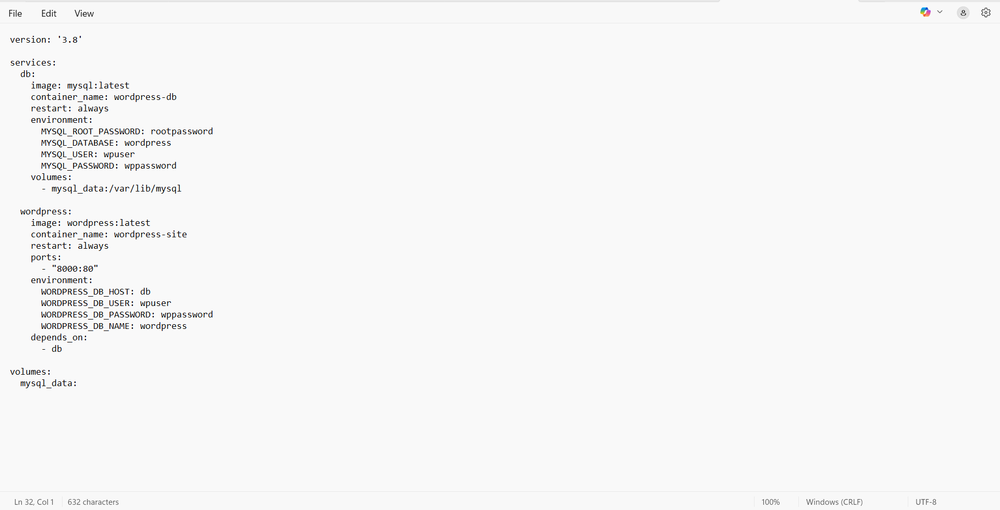 File Edit View
version: '3.8'

services:
  db:
    image: mysql:latest
    container_name: wordpress-db
    restart: always
    environment:
      MYSQL_ROOT_PASSWORD: rootpassword
      MYSQL_DATABASE: wordpress
      MYSQL_USER: wpuser
      MYSQL_PASSWORD: wppassword
    volumes:
      - mysql_data:/var/lib/mysql

  wordpress:
    image: wordpress:latest
    container_name: wordpress-site
    restart: always
    ports:
      - "8000:80"
    environment:
      WORDPRESS_DB_HOST: db
      WORDPRESS_DB_USER: wpuser
      WORDPRESS_DB_PASSWORD: wppassword
      WORDPRESS_DB_NAME: wordpress
    depends_on:
      - db

volumes:
  mysql_data:
Ln 32, Col 1 632 characters 100% Windows (CRLF) UTF-8